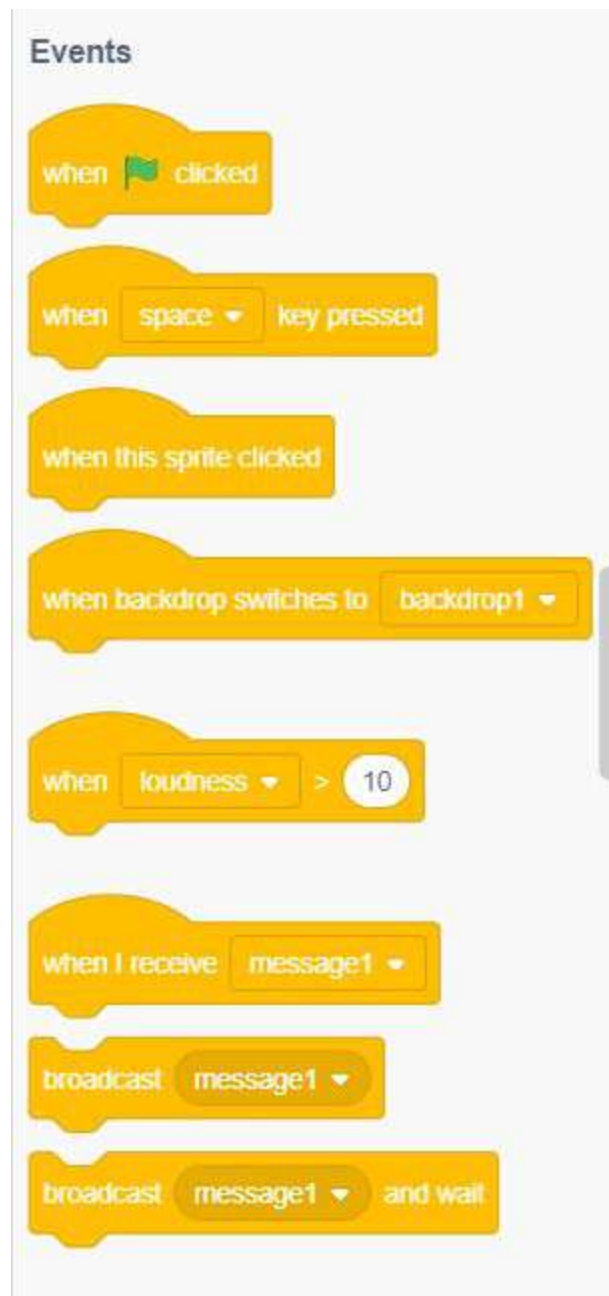 Events
when clicked
when space key pressed
when this sprite clicked
when backdrop switches to backdrop1
when loudness > 10
when I receive message1
broadcast message1
broadcast message1 and wait